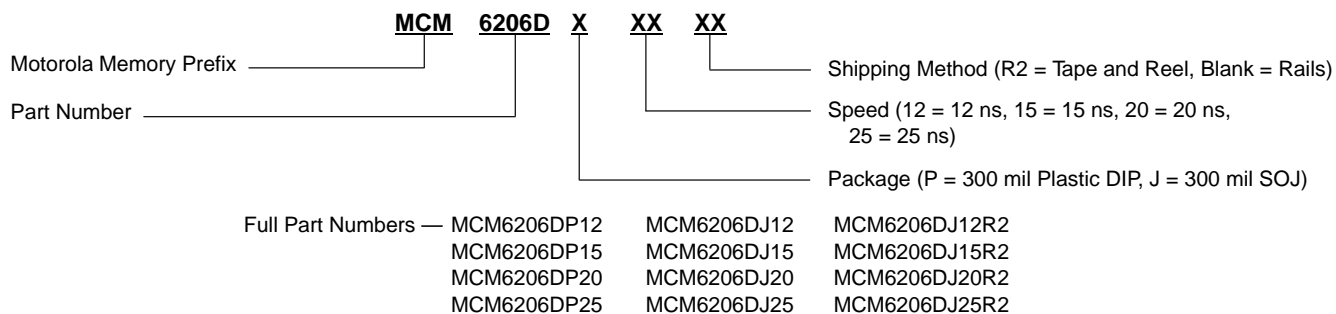 MCM 6206D X XX XX
Motorola Memory Prefix
Shipping Method (R2 = Tape and Reel, Blank = Rails)
Part Number
Speed (12 = 12 ns, 15 = 15 ns, 20 = 20 ns,
25 = 25 ns)
Package (P = 300 mil Plastic DIP, J = 300 mil SOJ)
Full Part Numbers — MCM6206DP12 MCM6206DJ12 MCM6206DJ12R2
MCM6206DP15 MCM6206DJ15 MCM6206DJ15R2
MCM6206DP20 MCM6206DJ20 MCM6206DJ20R2
MCM6206DP25 MCM6206DJ25 MCM6206DJ25R2